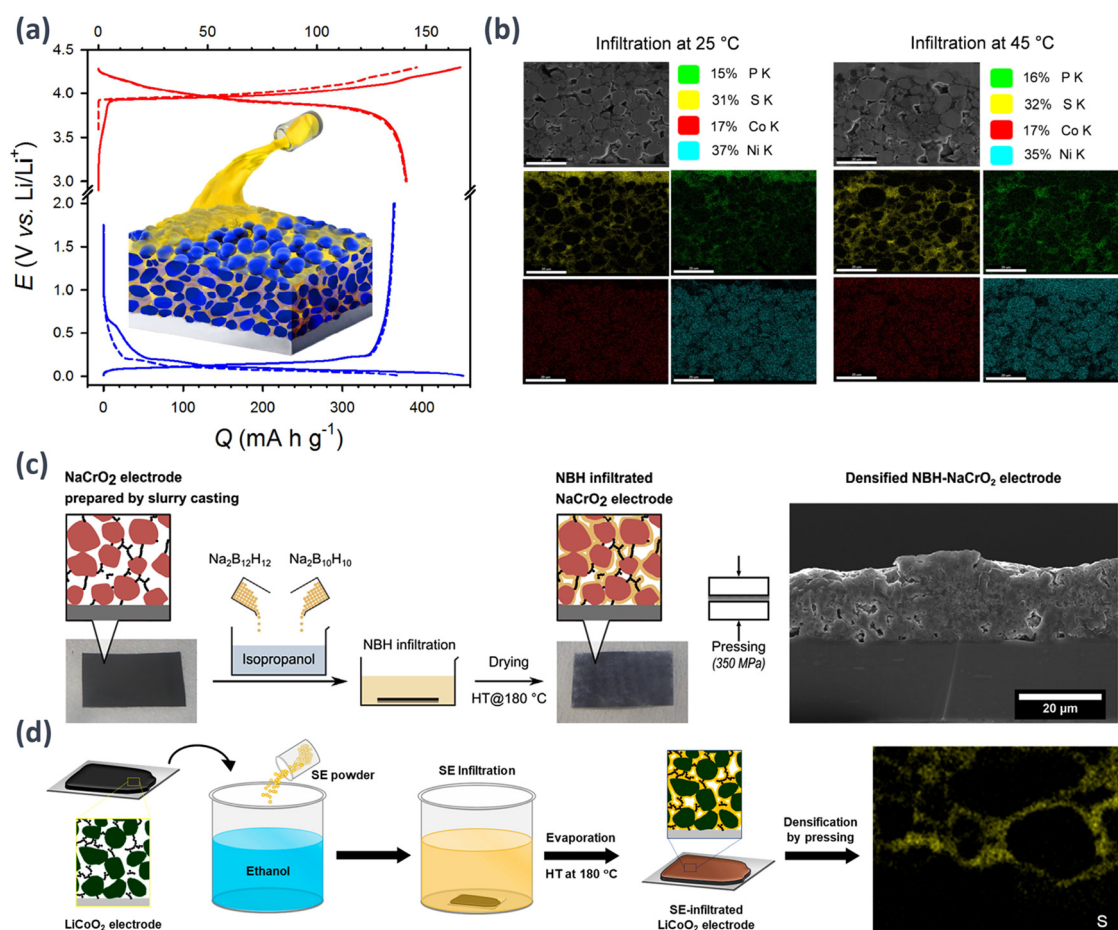 (a)
0 50 100 150
4.5
4.0
3.5
3.0
2.0
1.5
1.0
0.5
0.0
E (V vs. Li/Li⁺)
0 100 200 300 400
Q (mA h g⁻¹)
(b)
Infiltration at 25 °C
15% P K
31% S K
17% Co K
37% Ni K
Infiltration at 45 °C
16% P K
32% S K
17% Co K
35% Ni K
(c)
NaCrO₂ electrode
prepared by slurry casting
Na₂B₁₂H₁₂ Na₂B₁₀H₁₀
Isopropanol
NBH infiltration
Drying
HT@180 °C
NBH infiltrated
NaCrO₂ electrode
Pressing
(350 MPa)
Densified NBH-NaCrO₂ electrode
20 µm
(d)
LiCoO₂ electrode
SE powder
Ethanol
SE Infiltration
Evaporation
HT at 180 °C
SE-infiltrated
LiCoO₂ electrode
Densification
by pressing
S